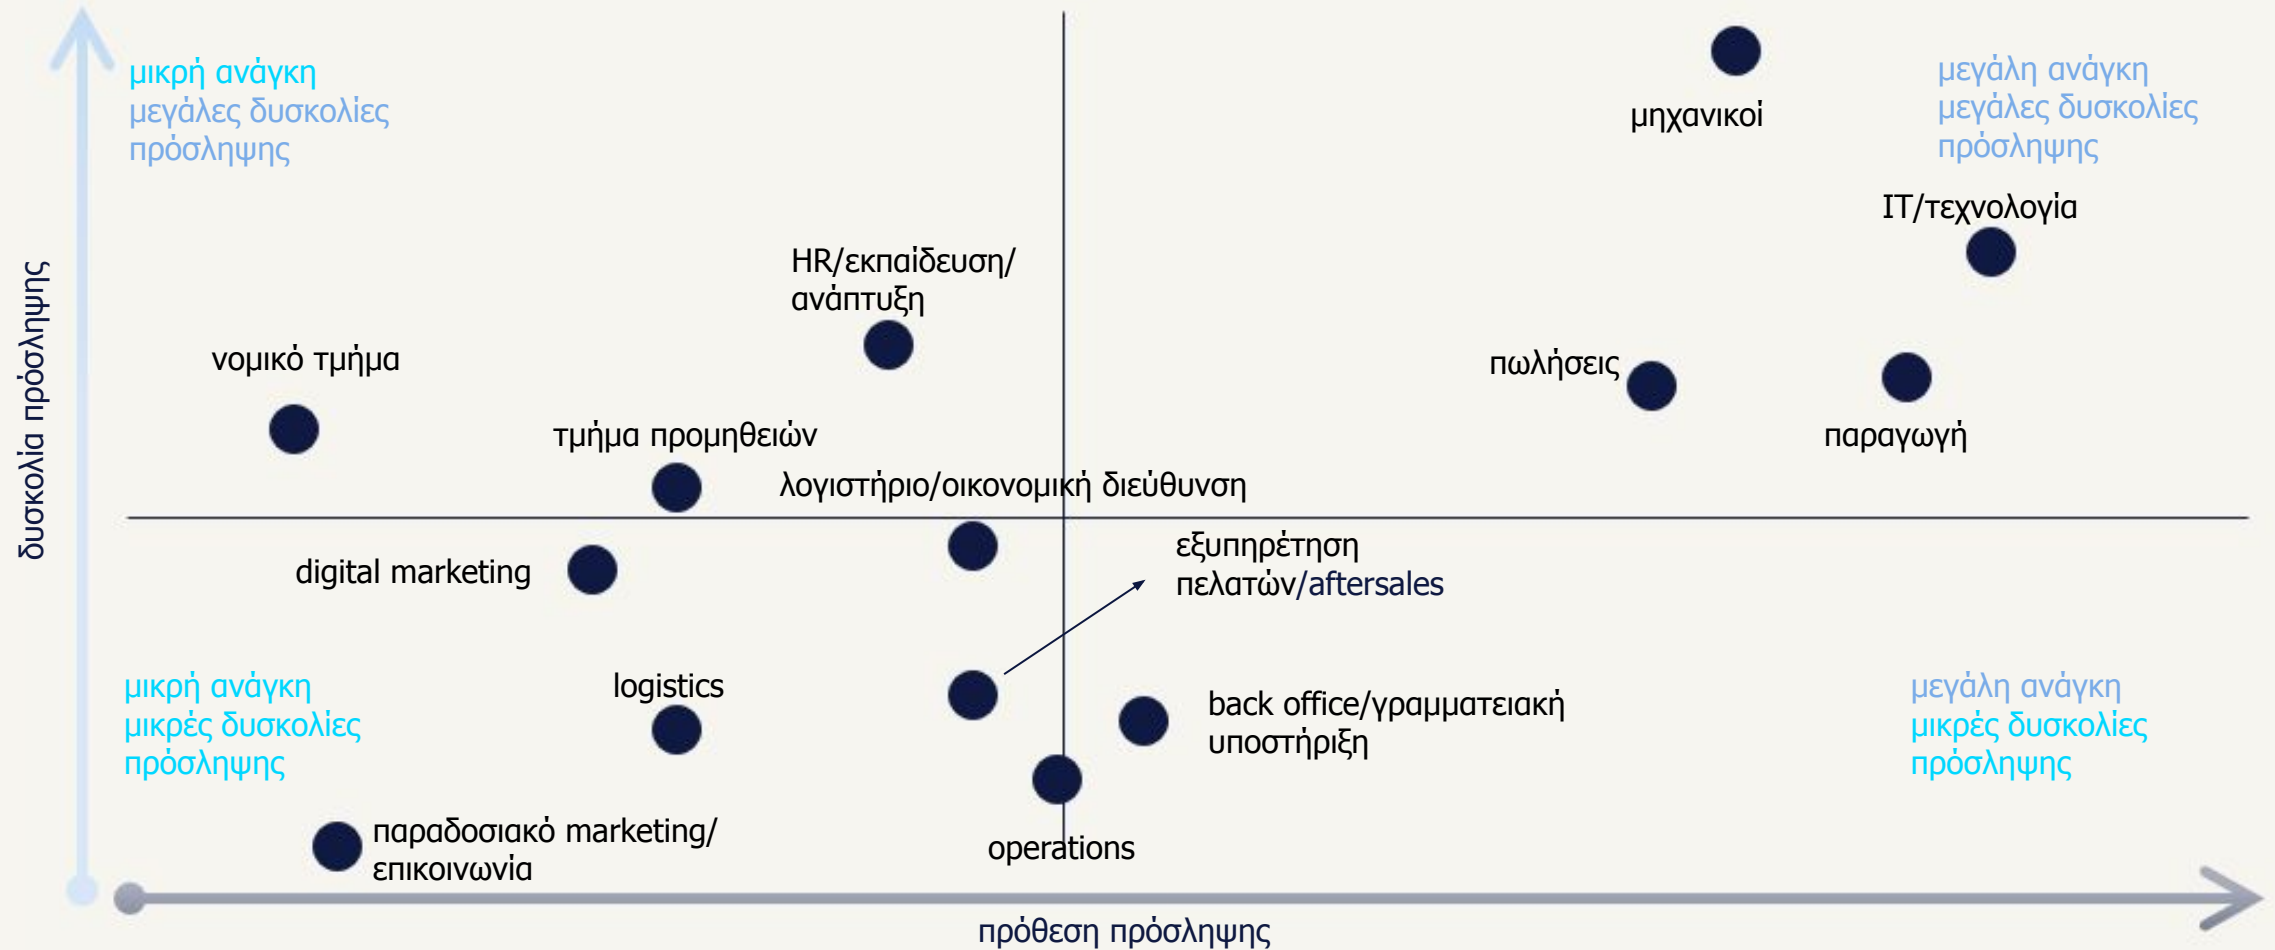 μικρή ανάγκη
μεγάλες δυσκολίες
πρόσληψης
μηχανικοί
μεγάλη ανάγκη
μεγάλες δυσκολίες
πρόσληψης
IT/τεχνολογία
HR/εκπαίδευση/
ανάπτυξη
νομικό τμήμα
πωλήσεις
τμήμα προμηθειών
παραγωγή
δυσκολία πρόσληψης
λογιστήριο/οικονομική διεύθυνση
digital marketing
εξυπηρέτηση
πελατών/aftersales
μικρή ανάγκη
μικρές δυσκολίες
πρόσληψης
logistics
back office/γραμματειακή
υποστήριξη
μεγάλη ανάγκη
μικρές δυσκολίες
πρόσληψης
παραδοσιακό marketing/
επικοινωνία
operations
πρόθεση πρόσληψης